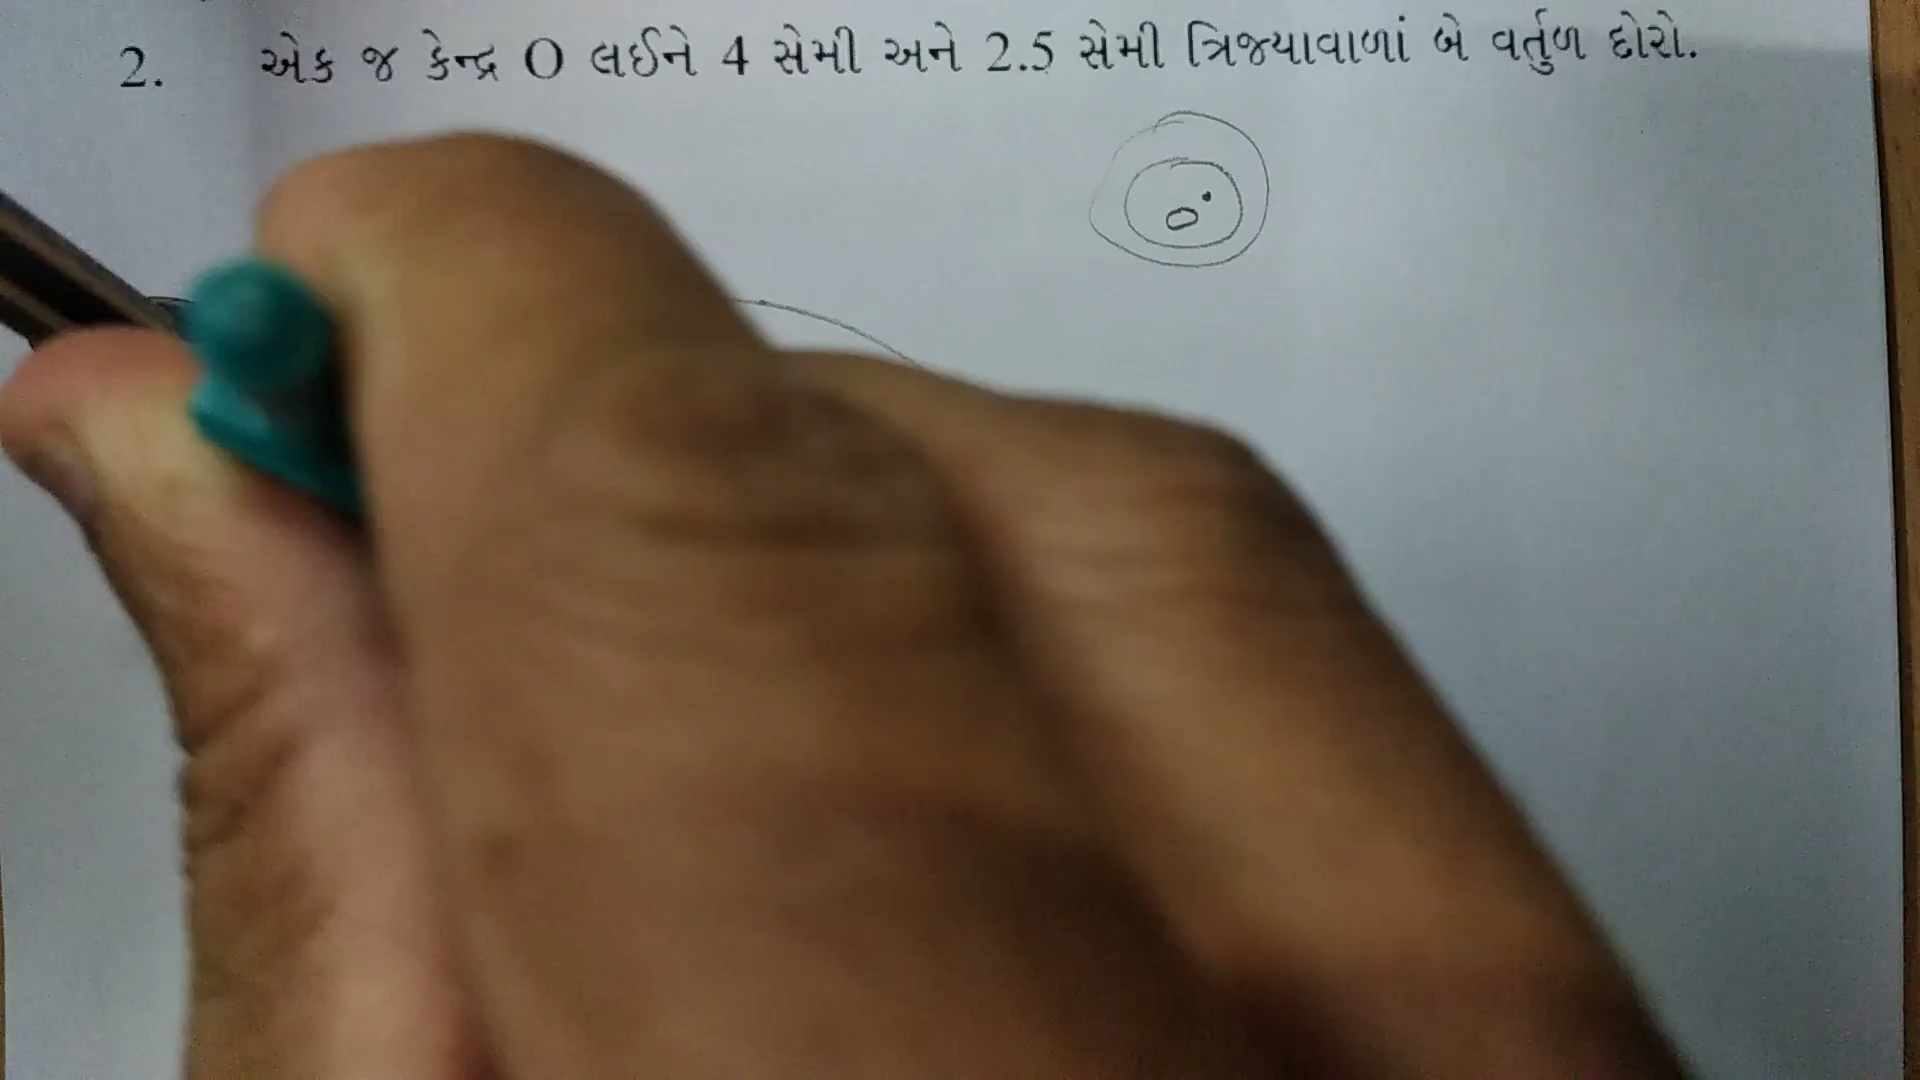 2. એક જ કેન્દ્ર O લઈને 4 સેમી અને 2.5 સેમી ત્રિજ્યાવાળાં બે વર્તુળ દોરો.
O